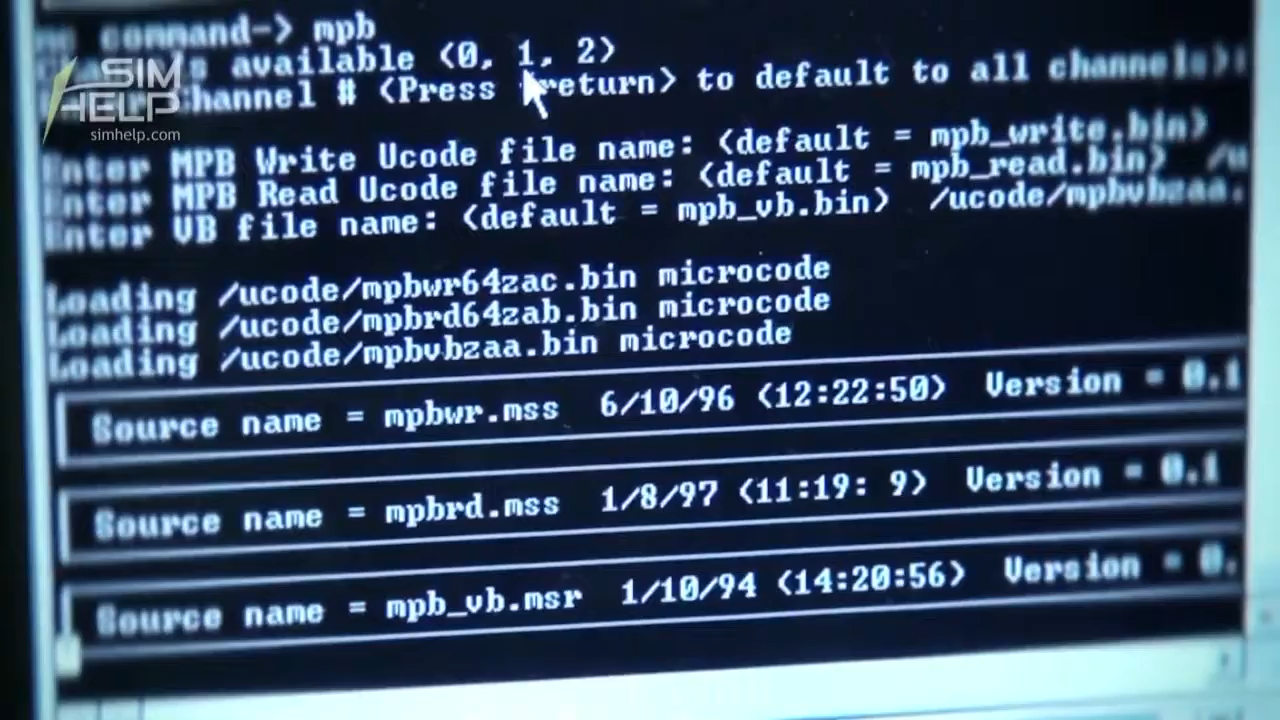 command-> mpb
available (0, 1, 2)
Channel # (Press return> to default to all channels):
Enter MPB Write Ucode file name: (default = mpb_write.bin)
Enter MPB Read Ucode file name: (default = mpb_read.bin)
Enter VB file name: (default = mpb_vb.bin) /ucode/mpbvbzaa.
Loading /ucode/mpbwr64zac.bin microcode
Loading /ucode/mpbrd64zab.bin microcode
Loading /ucode/mpbvbzaa.bin microcode
Source name = mpbwr.mss 6/10/96 (12:22:50) Version = 0.1
Source name = mpbrd.mss 1/8/97 (11:19: 9) Version = 0.1
Source name = mpb_vb.msr 1/10/94 (14:20:56) Version = 0.
SIM
HELP
simhelp.com